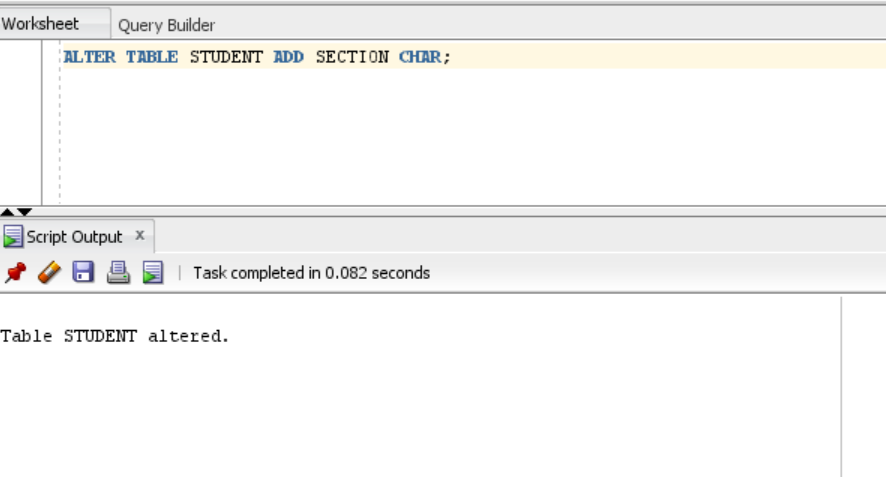 Worksheet Query Builder
ALTER TABLE STUDENT ADD SECTION CHAR;
Script Output x
Task completed in 0.082 seconds
Table STUDENT altered.